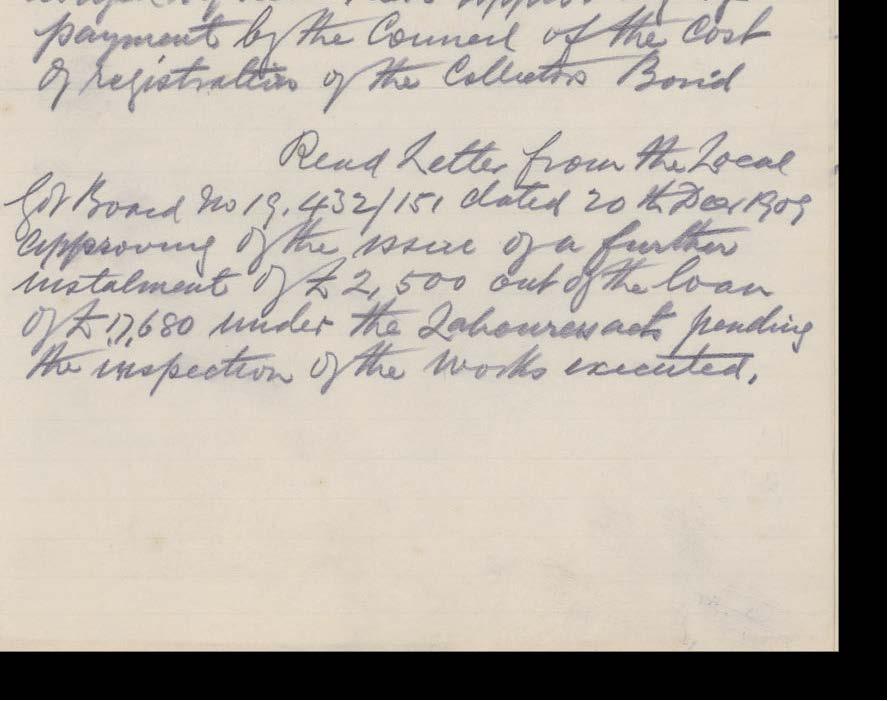 payment by the Council of the Cost
of registration of the Collectors Bond
Read Letter from the Local
Govt Board No 19,432/151 dated 20th Decr 1909
approving of the issue of a further
instalment of £2,500 out of the loan
of £17,680 under the Labourers acts pending
the inspection of the works executed.